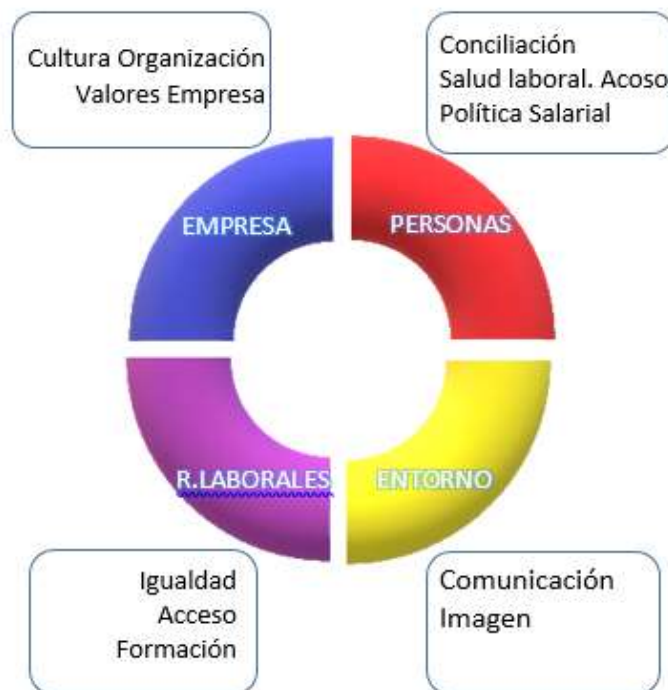 Cultura Organización
Valores Empresa
Conciliación
Salud laboral. Acoso
Política Salarial
EMPRESA
PERSONAS
R.LABORALES
ENTORNO
Igualdad
Acceso
Formación
Comunicación
Imagen